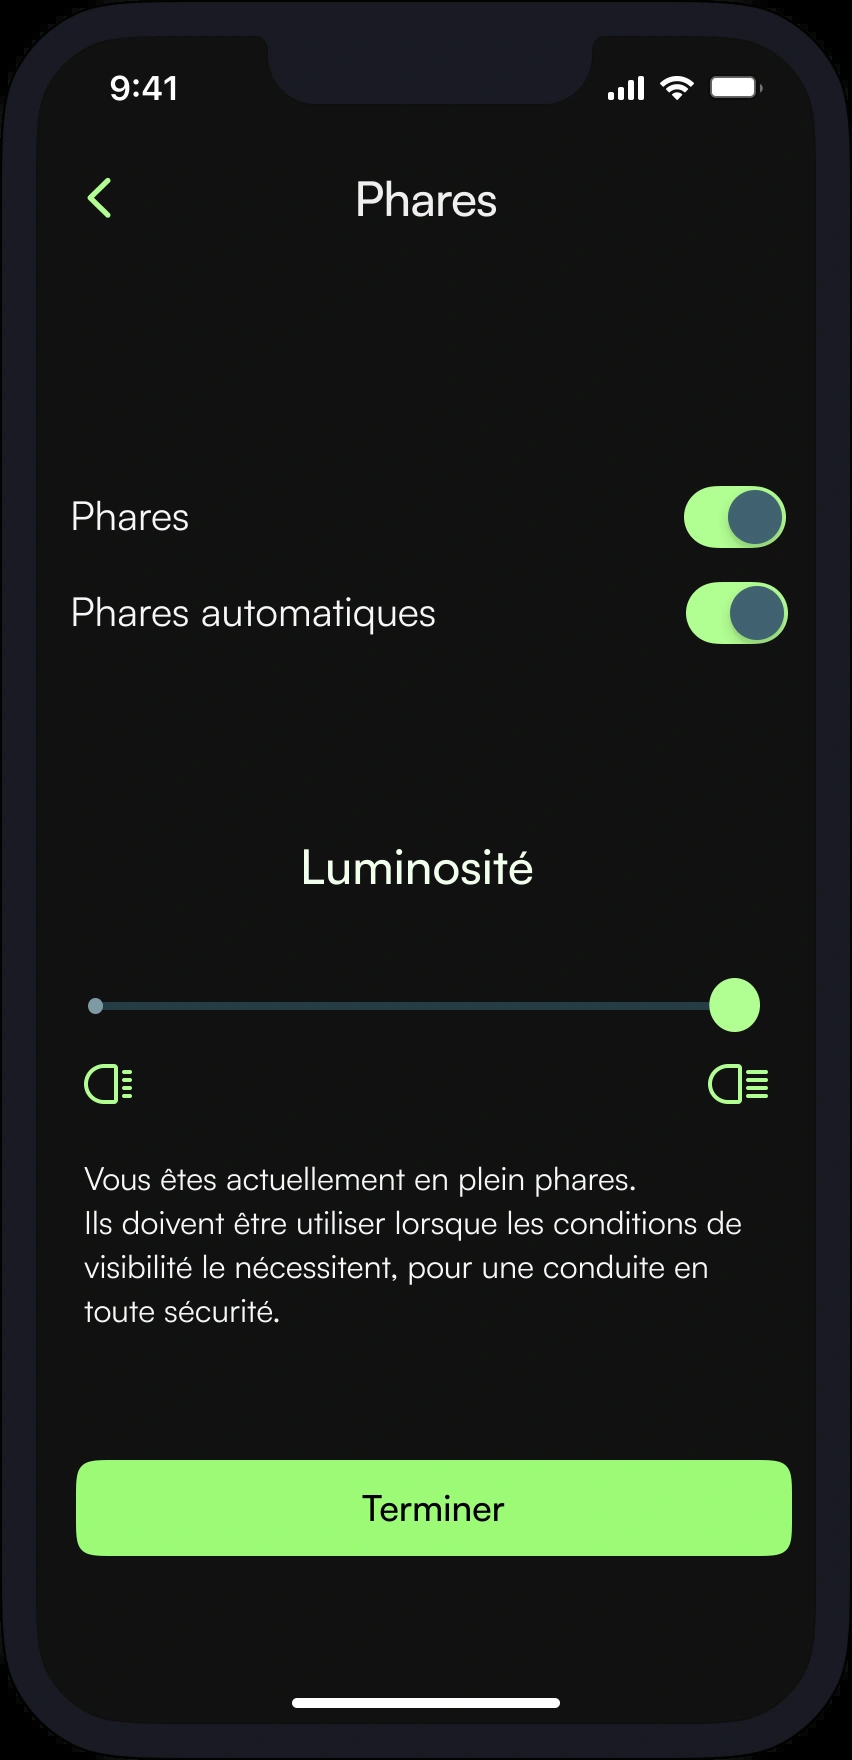 9:41
Phares
Phares
Phares automatiques
Luminosité
Vous êtes actuellement en plein phares.
Ils doivent être utiliser lorsque les conditions de
visibilité le nécessitent, pour une conduite en
toute sécurité.
Terminer